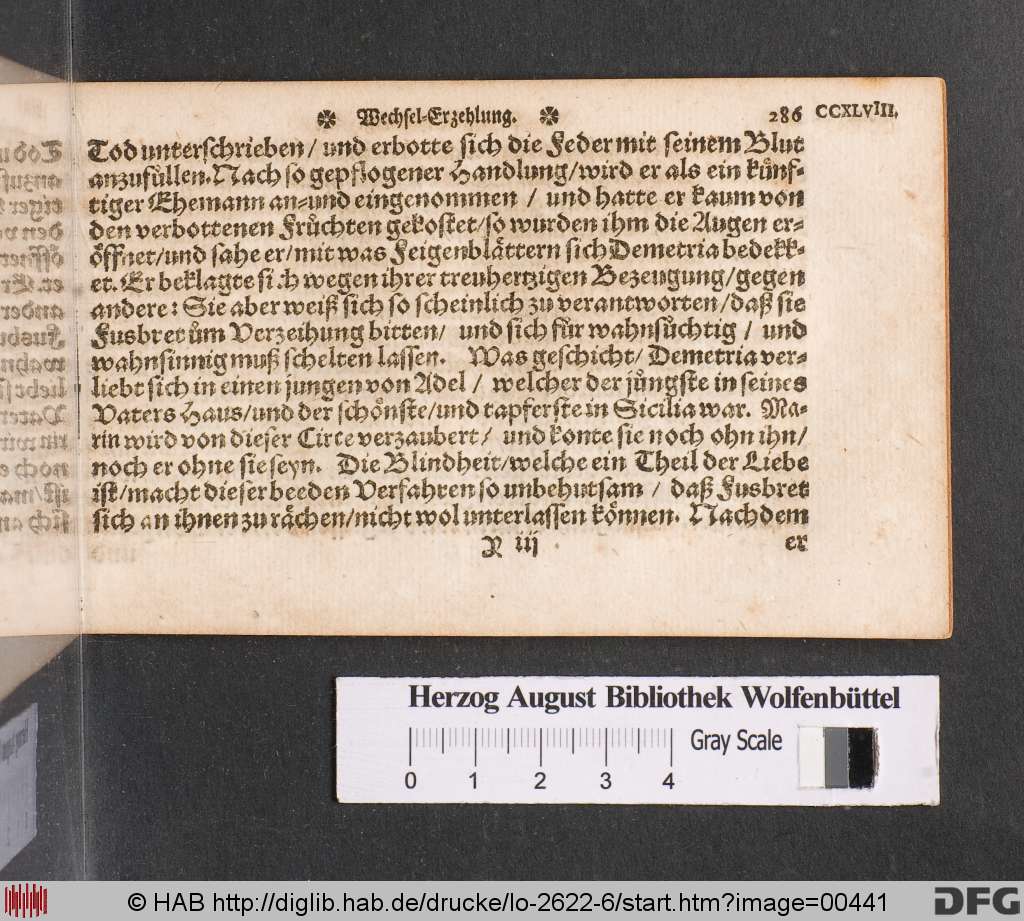 ✼ Wechsel-Erzehlung. ✼ 286 CCXLVIII.
Tod unterschrieben / und erbotte sich die Feder mit seinem Blut
anzufüllen. Nach so gepflogener Handlung/wird er als ein künf-
tiger Ehemann an-und eingenommen / und hatte er kaum von
den verbottenen Früchten gekostet/so wurden ihm die Augen er-
öffnet/und sahe er/mit was Feigenblättern sich Demetria bedekk-
et. Er beklagte sich wegen ihrer treuhertzigen Bezeugung/gegen
andere: Sie aber weiß sich so scheinlich zu verantworten/daß sie
Fusbret üm Verzeihung bitten/ und sich für wahnsüchtig / und
wahnsinnig muß schelten lassen. Was geschicht/ Demetria ver-
liebt sich in einen jungen von Adel / welcher der jüngste in seines
Vaters Haus/und der schönste/und tapferste in Sicilia war. Ma-
rin wird von dieser Circe verzaubert/ und konte sie noch ohn ihn/
noch er ohne sie seyn. Die Blindheit/welche ein Theil der Liebe
ist/macht dieser beeden Verfahren so unbehutsam / daß Fusbret
sich an ihnen zu rächen/nicht wol unterlassen können. Nachdem
R iij er
Herzog August Bibliothek Wolfenbüttel
0 1 2 3 4 Gray Scale
© HAB http://diglib.hab.de/drucke/lo-2622-6/start.htm?image=00441 DFG